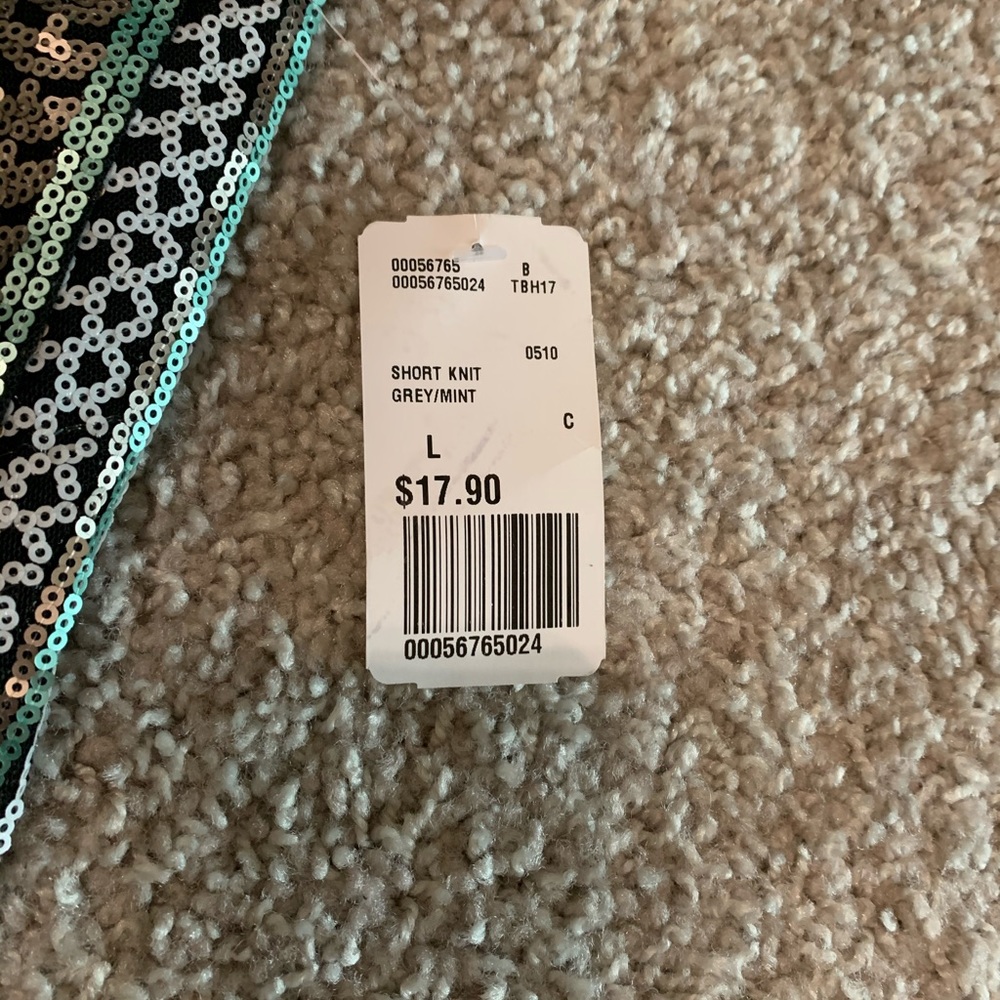 00056765 B
00056765024 TBH17
0510
SHORT KNIT
GREY/MINT
C
L
$17.90
00056765024